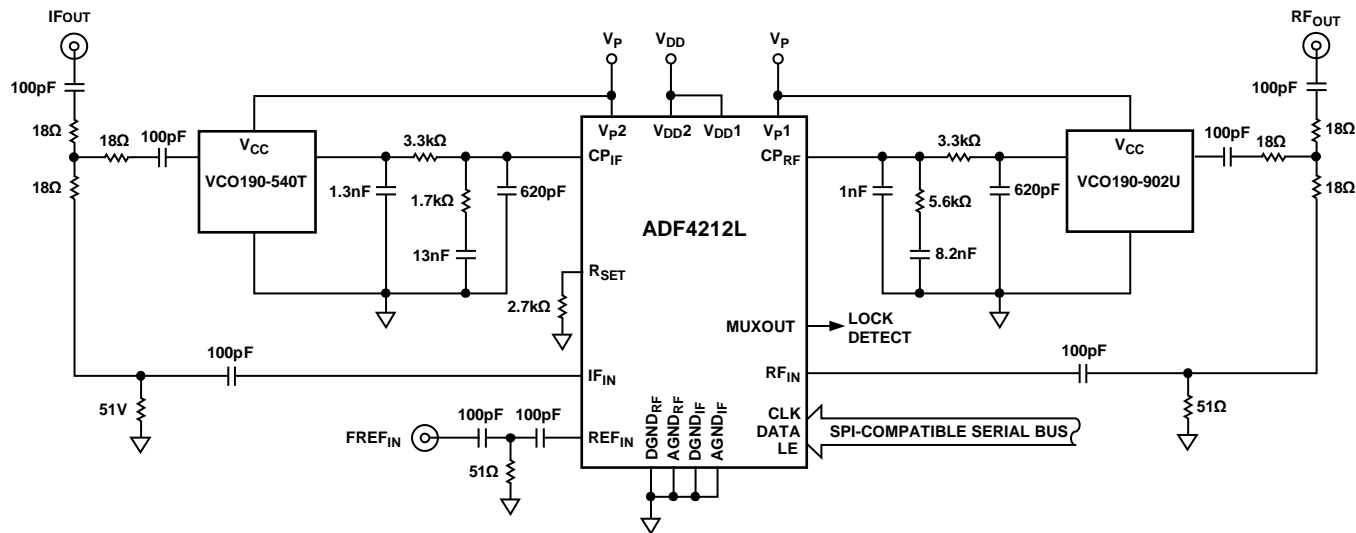 IFOUT
RFOUT
VP
VDD
VP
100pF
100pF
18Ω
18Ω
100pF
VCC
VCO190-540T
3.3kΩ
VP2
VDD2
VDD1
VP1
CPIF
CPRF
3.3kΩ
VCC
VCO190-902U
100pF
18Ω
18Ω
18Ω
18Ω
1.3nF
1.7kΩ
620pF
13nF
ADF4212L
1nF
5.6kΩ
620pF
8.2nF
RSET
2.7kΩ
MUXOUT
LOCK
DETECT
100pF
IFIN
RFIN
100pF
51V
51Ω
FREFIN
100pF
100pF
REFIN
51Ω
DGNDRF
AGNDRF
DGNDIF
AGNDIF
CLK
DATA
LE
SPI-COMPATIBLE SERIAL BUS